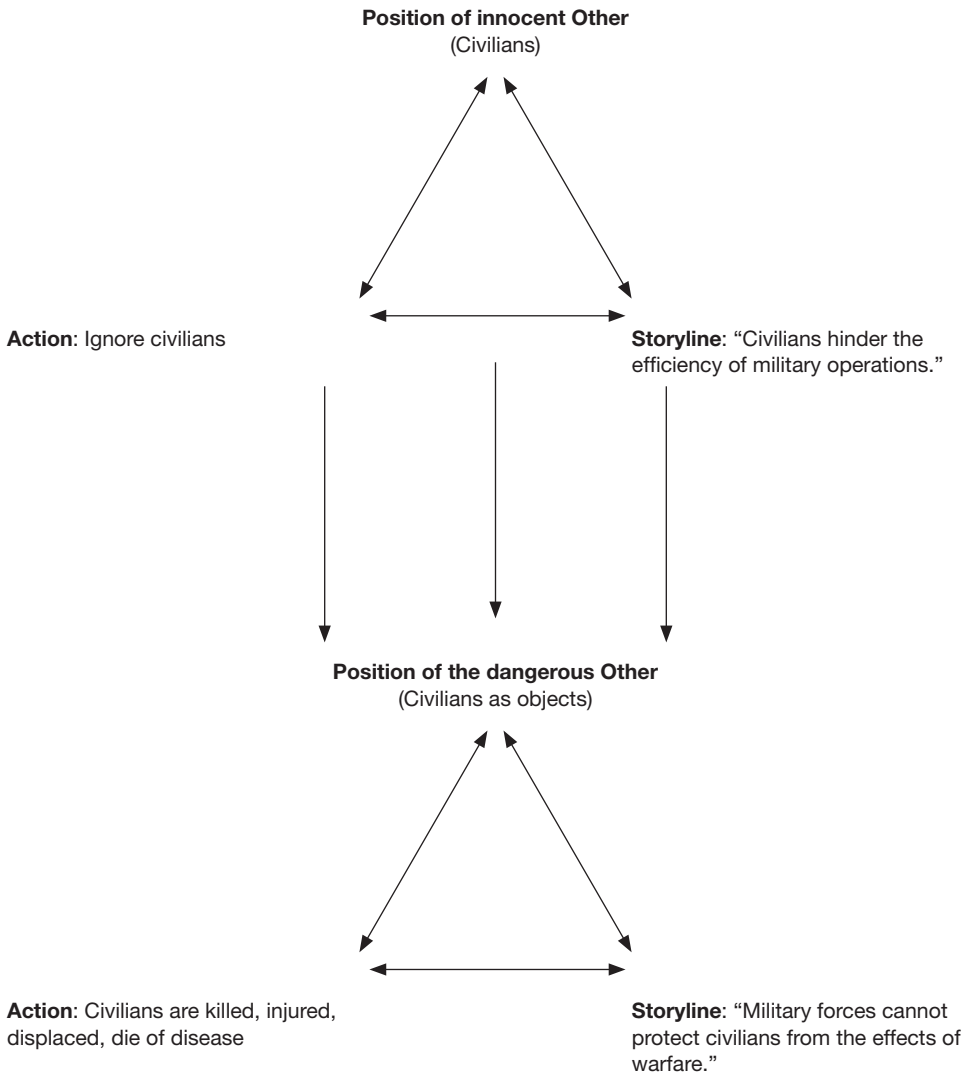 Position of innocent Other
(Civilians)
Action: Ignore civilians
Storyline: “Civilians hinder the
efficiency of military operations.”
Position of the dangerous Other
(Civilians as objects)
Action: Civilians are killed, injured,
displaced, die of disease
Storyline: “Military forces cannot
protect civilians from the effects of
warfare.”